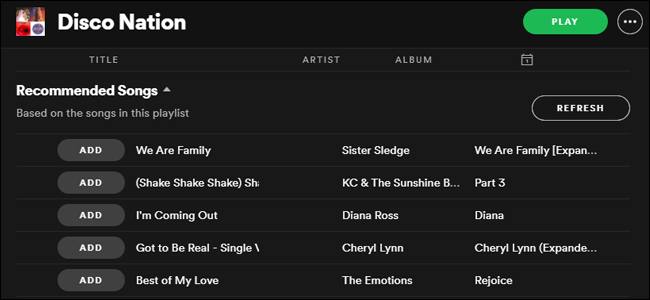 Disco Nation PLAY
TITLE ARTIST ALBUM
Recommended Songs
Based on the songs in this playlist
REFRESH
ADD We Are Family Sister Sledge We Are Family [Expan...
ADD (Shake Shake Shake) Sha KC & The Sunshine B... Part 3
ADD I'm Coming Out Diana Ross Diana
ADD Got to Be Real - Single V Cheryl Lynn Cheryl Lynn (Expande...
ADD Best of My Love The Emotions Rejoice